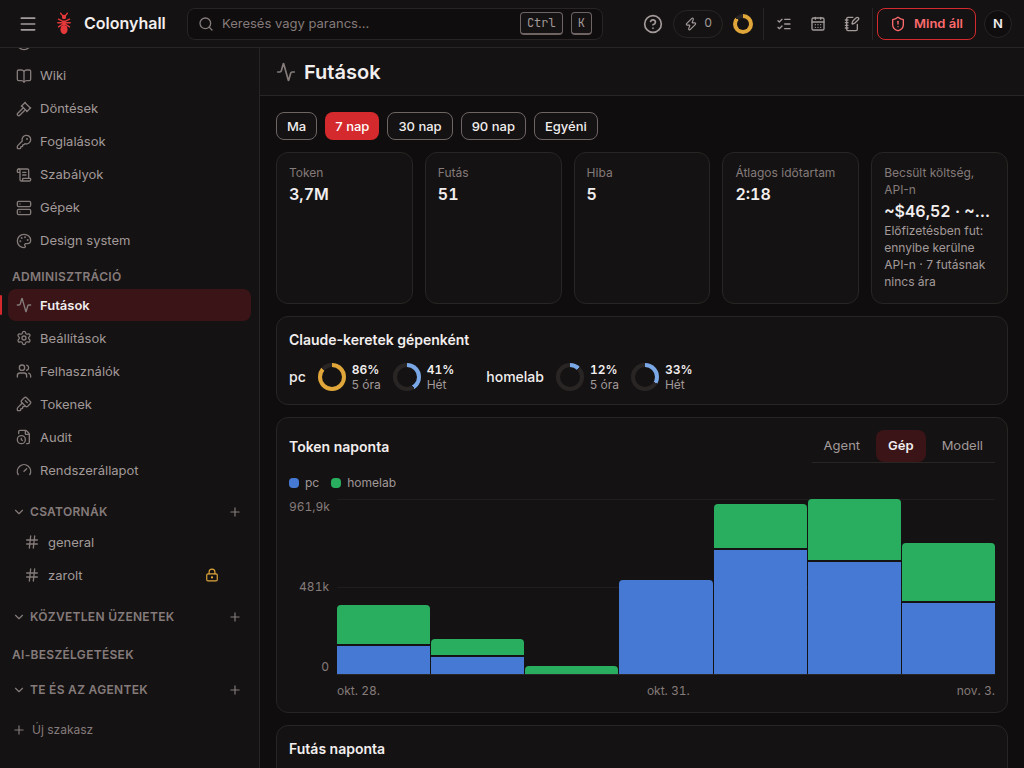 Colonyhall
Keresés vagy parancs...
Ctrl
K
0
Mind áll
N
Wiki
Döntések
Foglalások
Szabályok
Gépek
Design system
ADMINISZTRÁCIÓ
Futások
Beállítások
Felhasználók
Tokenek
Audit
Rendszerállapot
CSATORNÁK
general
zarolt
KÖZVETLEN ÜZENETEK
AI-BESZÉLGETÉSEK
TE ÉS AZ AGENTEK
Új szakasz
Futások
Ma
7 nap
30 nap
90 nap
Egyéni
Token
3,7M
Futás
51
Hiba
5
Átlagos időtartam
2:18
Becsült költség,
API-n
~$46,52 · ~...
Előfizetésben fut:
ennyibe kerülne
API-n · 7 futásnak
nincs ára
Claude-keretek gépenként
pc
86%
5 óra
41%
Hét
homelab
12%
5 óra
33%
Hét
Token naponta
Agent
Gép
Modell
pc
homelab
961,9k
481k
0
okt. 28.
okt. 31.
nov. 3.
Futás naponta